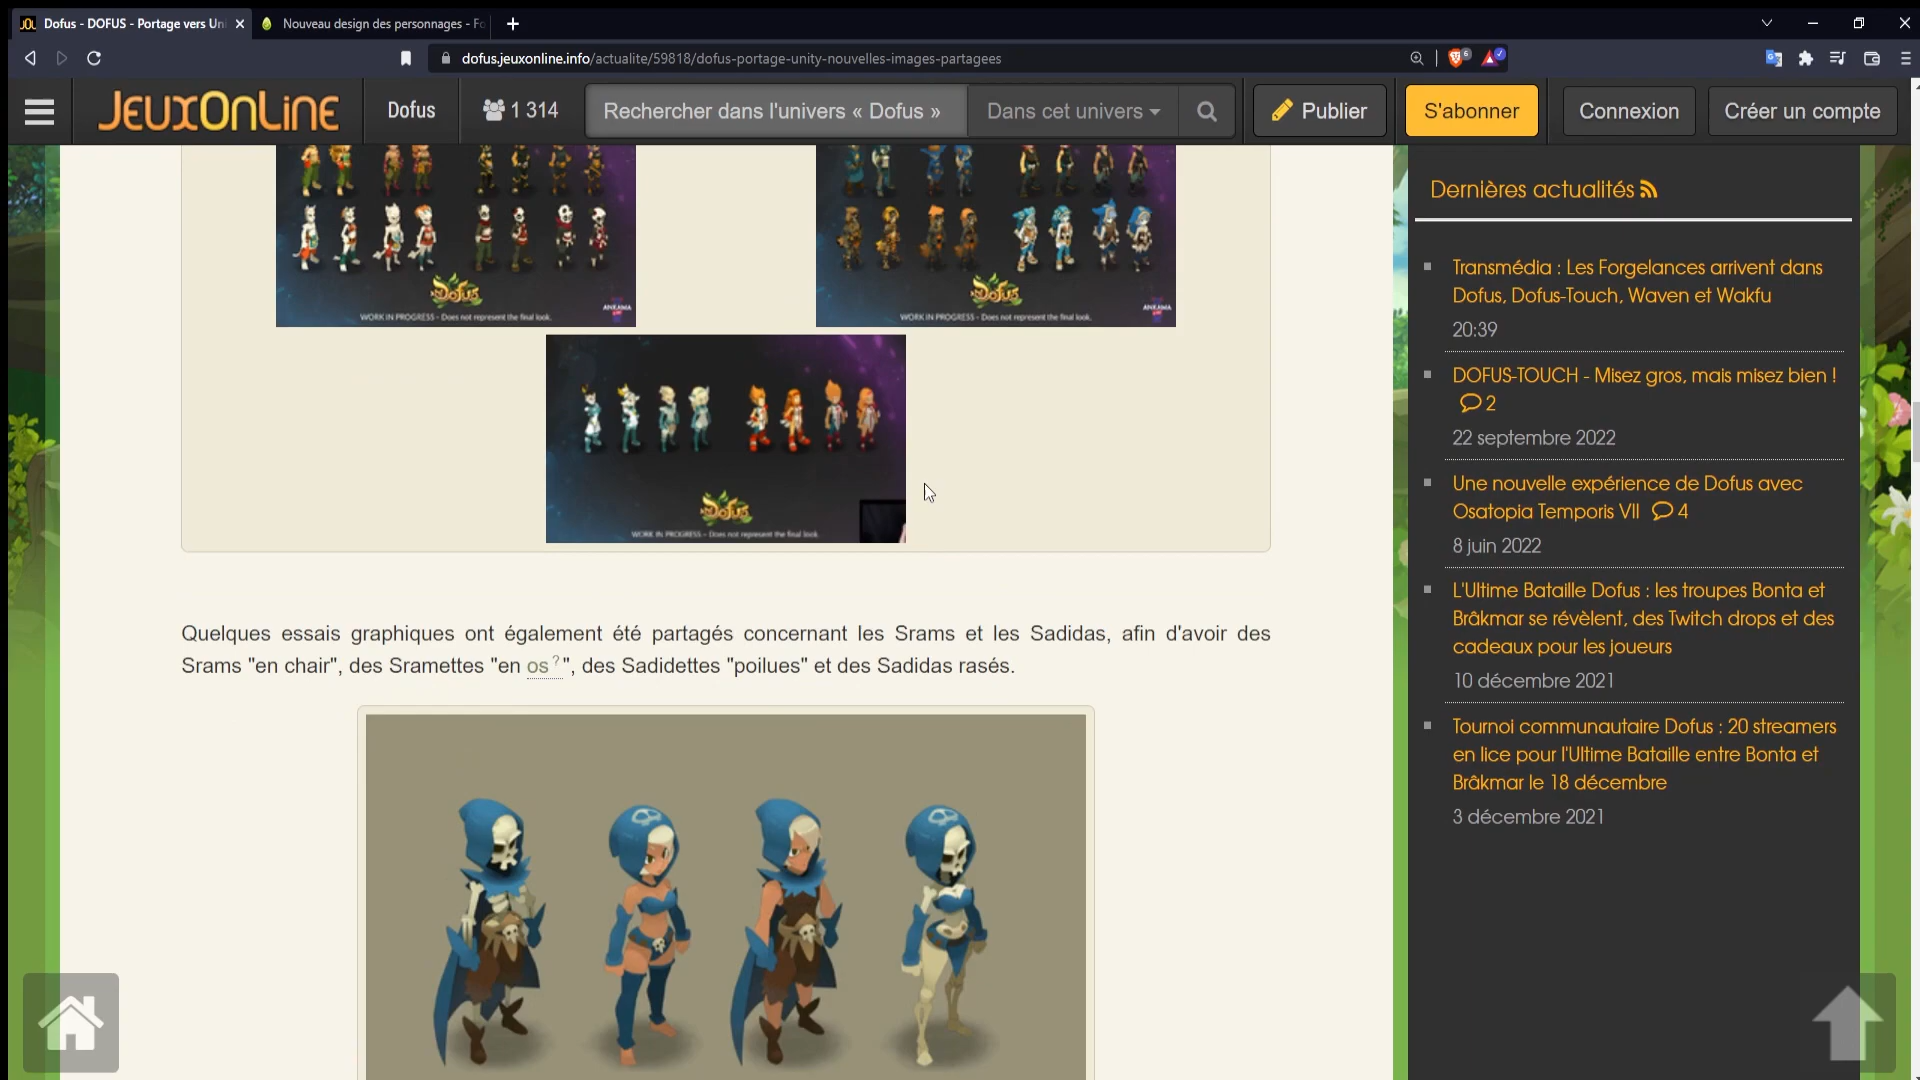 Dofus - DOFUS - Portage vers Uni
Nouveau design des personnages - Fo
dofus.jeuxonline.info/actualite/59818/dofus-portage-unity-nouvelles-images-partagees
6
JEUXONLINE
Dofus
1 314
Rechercher dans l'univers « Dofus »
Dans cet univers
Publier
S'abonner
Connexion
Créer un compte
DOFUS
ANKAMA
WORK IN PROGRESS - Does not represent the final look.
DOFUS
ANKAMA
WORK IN PROGRESS - Does not represent the final look.
DOFUS
WORK IN PROGRESS - Does not represent the final look.
Quelques essais graphiques ont également été partagés concernant les Srams et les Sadidas, afin d'avoir des
Srams "en chair", des Sramettes "en os ?", des Sadidettes "poilues" et des Sadidas rasés.
Dernières actualités
Transmédia : Les Forgelances arrivent dans
Dofus, Dofus-Touch, Waven et Wakfu
20:39
DOFUS-TOUCH - Misez gros, mais misez bien !
2
22 septembre 2022
Une nouvelle expérience de Dofus avec
Osatopia Temporis VII 4
8 juin 2022
L'Ultime Bataille Dofus : les troupes Bonta et
Brâkmar se révèlent, des Twitch drops et des
cadeaux pour les joueurs
10 décembre 2021
Tournoi communautaire Dofus : 20 streamers
en lice pour l'Ultime Bataille entre Bonta et
Brâkmar le 18 décembre
3 décembre 2021